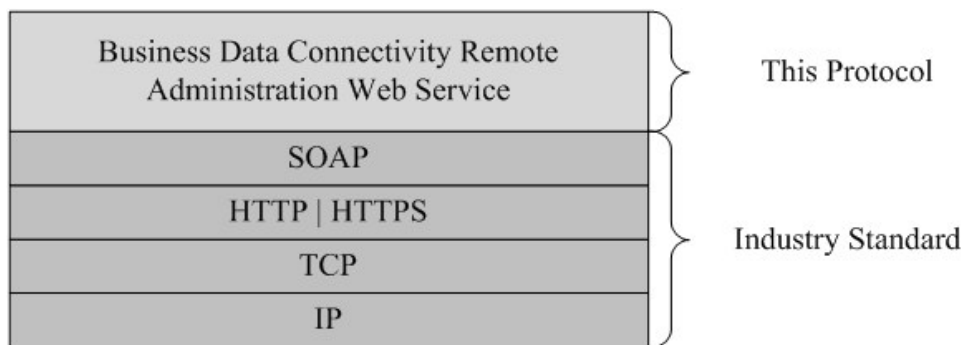 Business Data Connectivity Remote
Administration Web Service
This Protocol
SOAP
HTTP | HTTPS
TCP
IP
Industry Standard